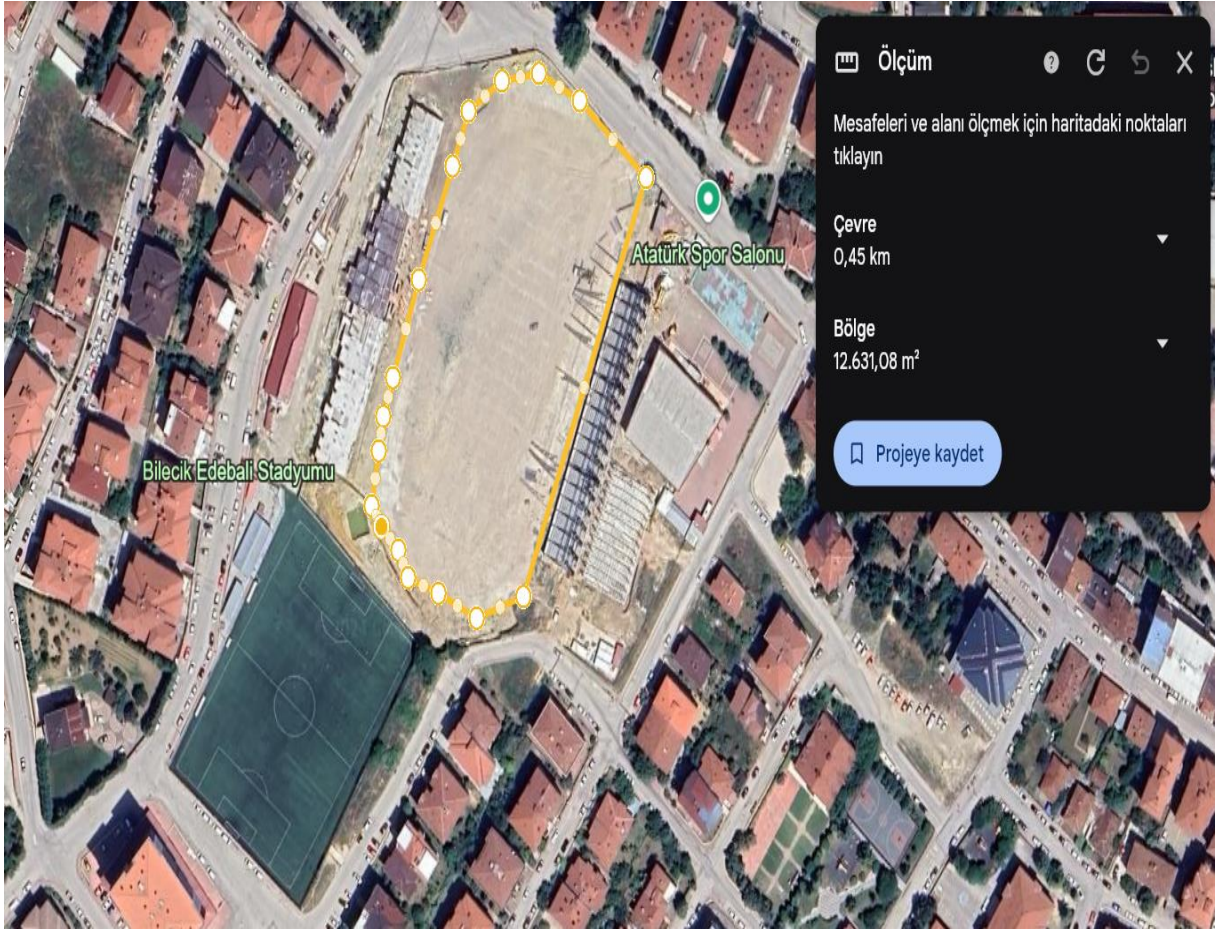 Ölçüm
Mesafeleri ve alanı ölçmek için haritadaki noktaları
tıklayın
Çevre
0,45 km
Bölge
12.631,08 m²
Projeye kaydet
Atatürk Spor Salonu
Bilecik Edebali Stadyumu